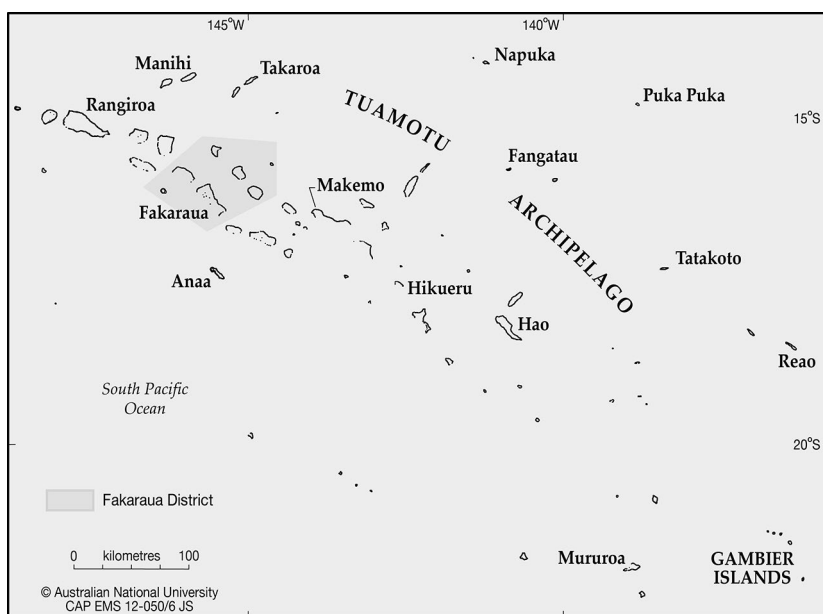 145°W
140°W
Manihi
Takaroa
Napuka
Rangiroa
Puka Puka
TUAMOTU
15°S
Fangatau
Makemo
Fakaraua
ARCHIPELAGO
Tatakoto
Anaa
Hikueru
Hao
Reao
South Pacific
Ocean
20°S
Fakaraua District
0 kilometres 100
Mururoa
GAMBIER
ISLANDS
© Australian National University
CAP EMS 12-050/6 JS